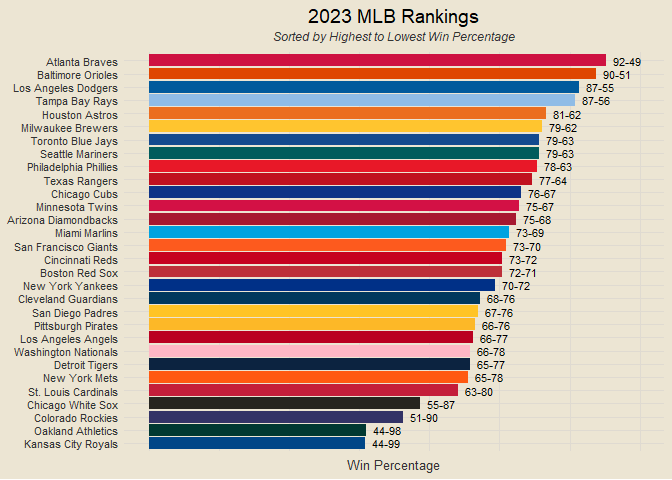 2023 MLB Rankings
Sorted by Highest to Lowest Win Percentage
Atlanta Braves 92-49
Baltimore Orioles 90-51
Los Angeles Dodgers 87-55
Tampa Bay Rays 87-56
Houston Astros 81-62
Milwaukee Brewers 79-62
Toronto Blue Jays 79-63
Seattle Mariners 79-63
Philadelphia Phillies 78-63
Texas Rangers 77-64
Chicago Cubs 76-67
Minnesota Twins 75-67
Arizona Diamondbacks 75-68
Miami Marlins 73-69
San Francisco Giants 73-70
Cincinnati Reds 73-72
Boston Red Sox 72-71
New York Yankees 70-72
Cleveland Guardians 68-76
San Diego Padres 67-76
Pittsburgh Pirates 66-76
Los Angeles Angels 66-77
Washington Nationals 66-78
Detroit Tigers 65-77
New York Mets 65-78
St. Louis Cardinals 63-80
Chicago White Sox 55-87
Colorado Rockies 51-90
Oakland Athletics 44-98
Kansas City Royals 44-99
Win Percentage